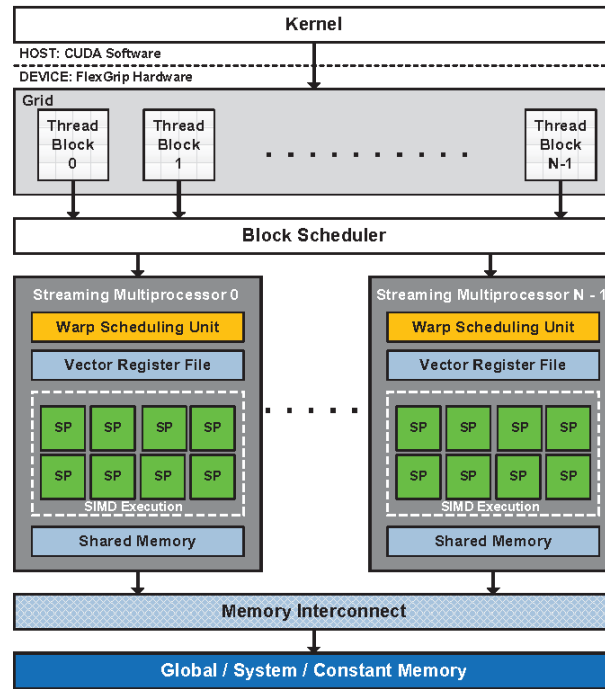 Kernel
HOST: CUDA Software
DEVICE: FlexGrip Hardware
Grid
Thread Block 0
Thread Block 1
. . . . . . . . . .
Thread Block N-1
Block Scheduler
Streaming Multiprocessor 0
Warp Scheduling Unit
Vector Register File
SP SP SP SP
SP SP SP SP
SIMD Execution
Shared Memory
. . . . .
Streaming Multiprocessor N - 1
Warp Scheduling Unit
Vector Register File
SP SP SP SP
SP SP SP SP
SIMD Execution
Shared Memory
Memory Interconnect
Global / System / Constant Memory